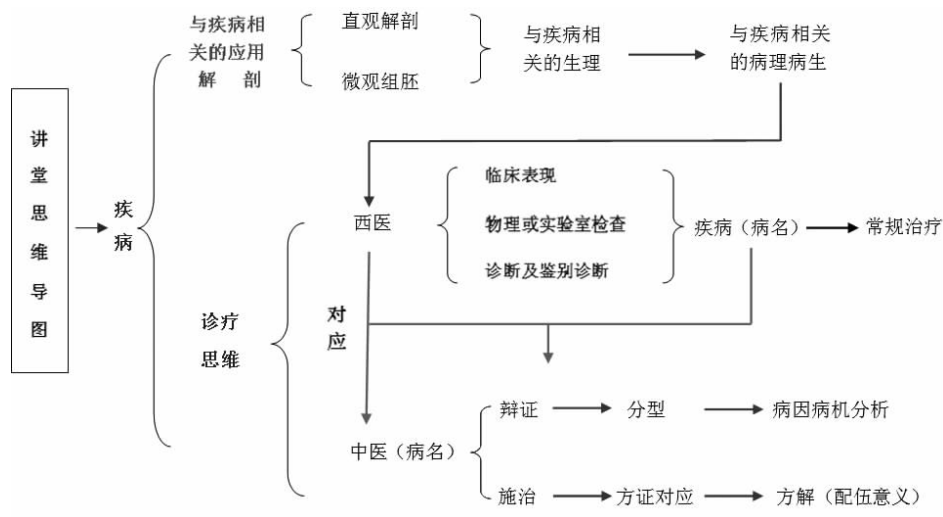 讲堂思维导图
疾病
与疾病相
关的应用
解 剖
直观解剖
微观组胚
与疾病相
关的生理
与疾病相关
的病理病生
诊疗
思维
西医
临床表现
物理或实验室检查
诊断及鉴别诊断
疾病（病名）
常规治疗
对应
中医（病名）
辩证
分型
病因病机分析
施治
方证对应
方解（配伍意义）